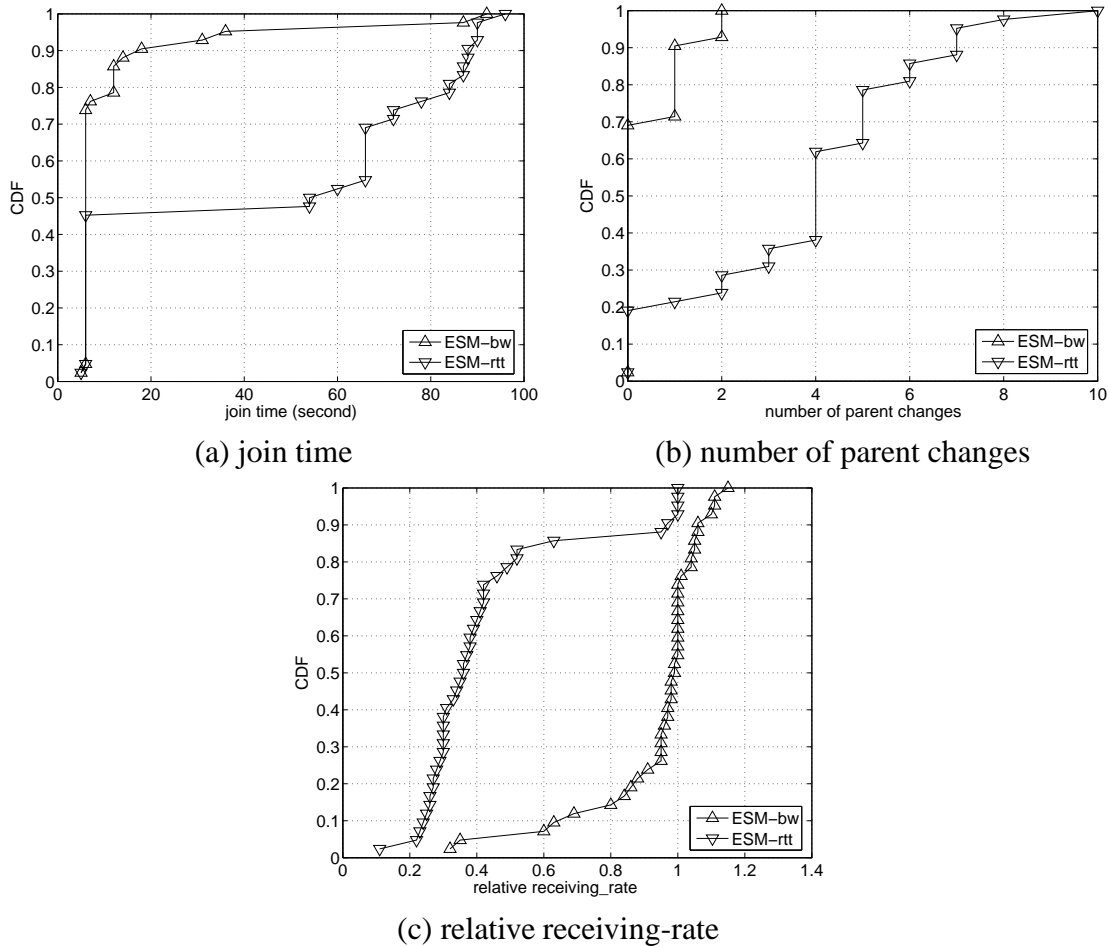 1
0.9
0.8
0.7
0.6
0.5
0.4
0.3
0.2
0.1
0
CDF
0 20 40 60 80 100
join time (second)
ESM−bw
ESM−rtt
(a) join time
1
0.9
0.8
0.7
0.6
0.5
0.4
0.3
0.2
0.1
0
CDF
0 2 4 6 8 10
number of parent changes
ESM−bw
ESM−rtt
(b) number of parent changes
1
0.9
0.8
0.7
0.6
0.5
0.4
0.3
0.2
0.1
0
CDF
0 0.2 0.4 0.6 0.8 1 1.2 1.4
relative receiving_rate
ESM−bw
ESM−rtt
(c) relative receiving-rate